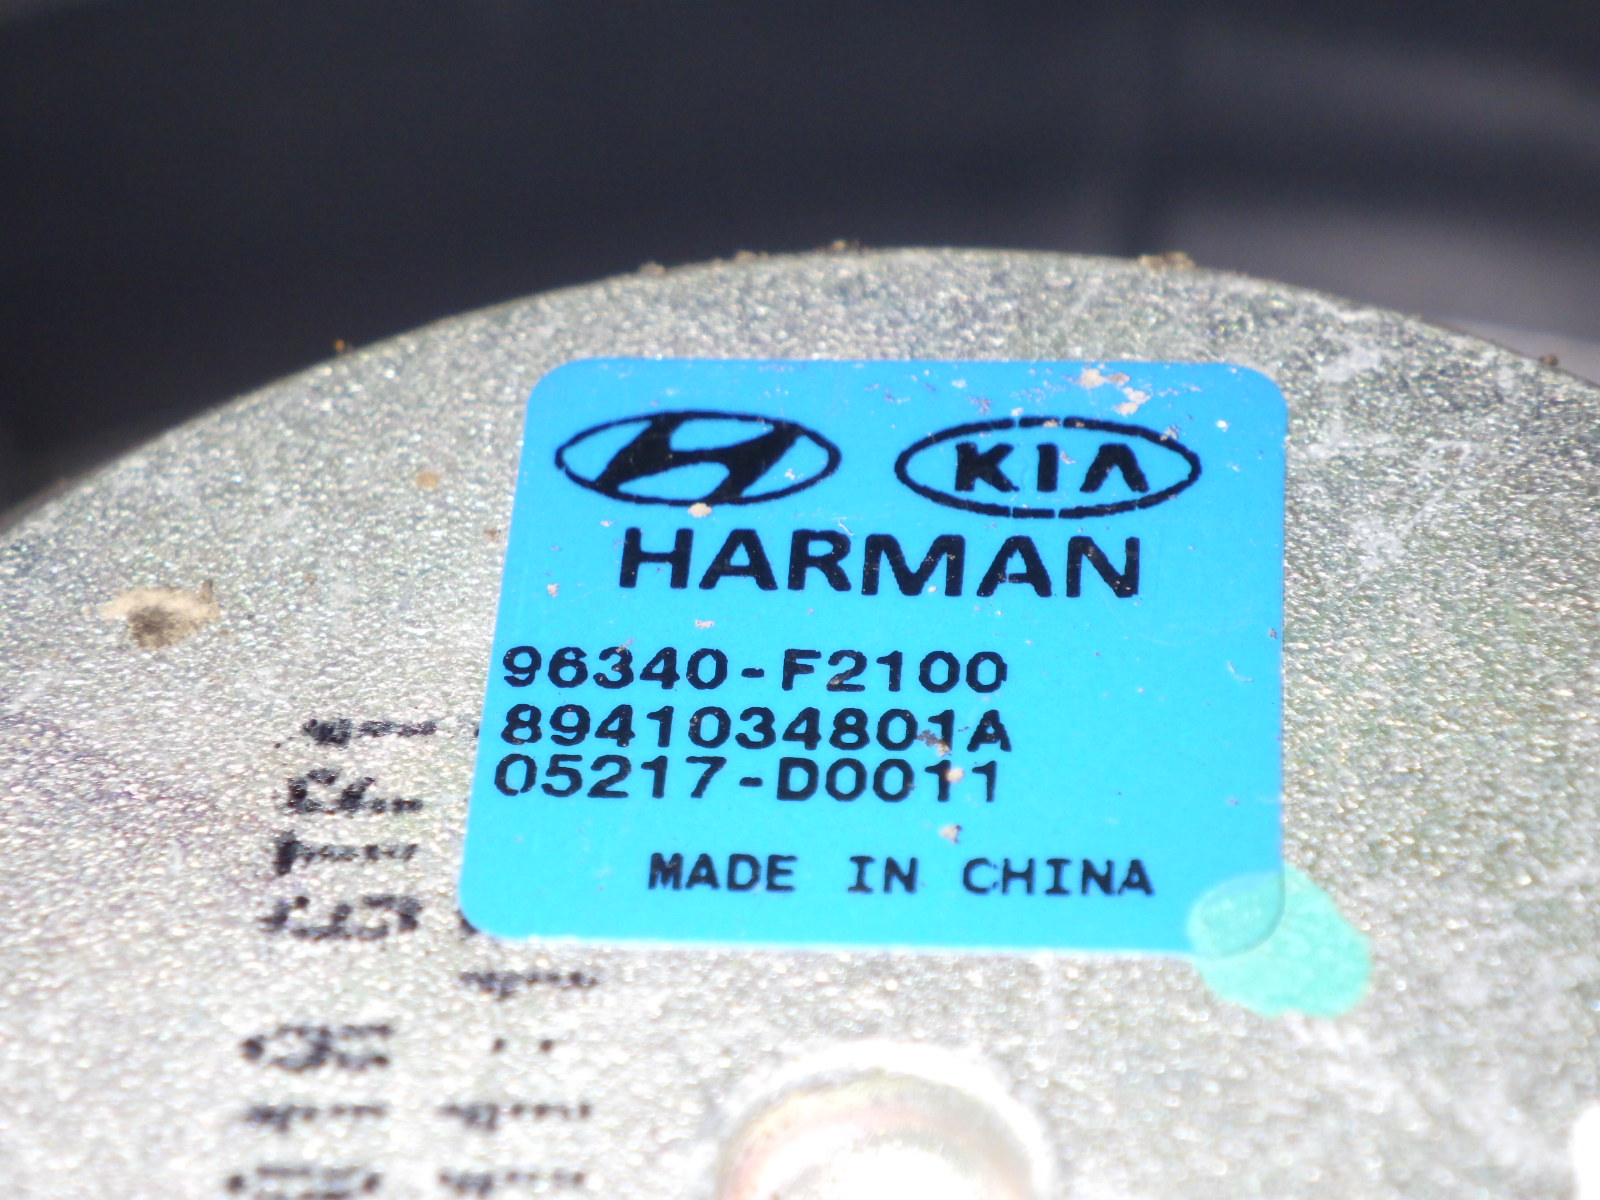 KIA
HARMAN
96340-F2100
8941034801A
05217-D0011
MADE IN CHINA